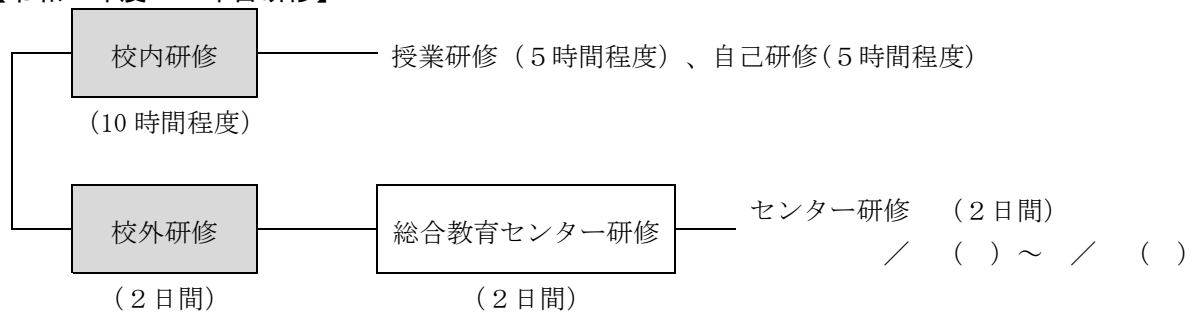 校内研修
授業研修（５時間程度）、自己研修（５時間程度）
（10 時間程度）
校外研修
総合教育センター研修
センター研修　（２日間）
／　（　）～　／　（　）
（２日間）
（２日間）